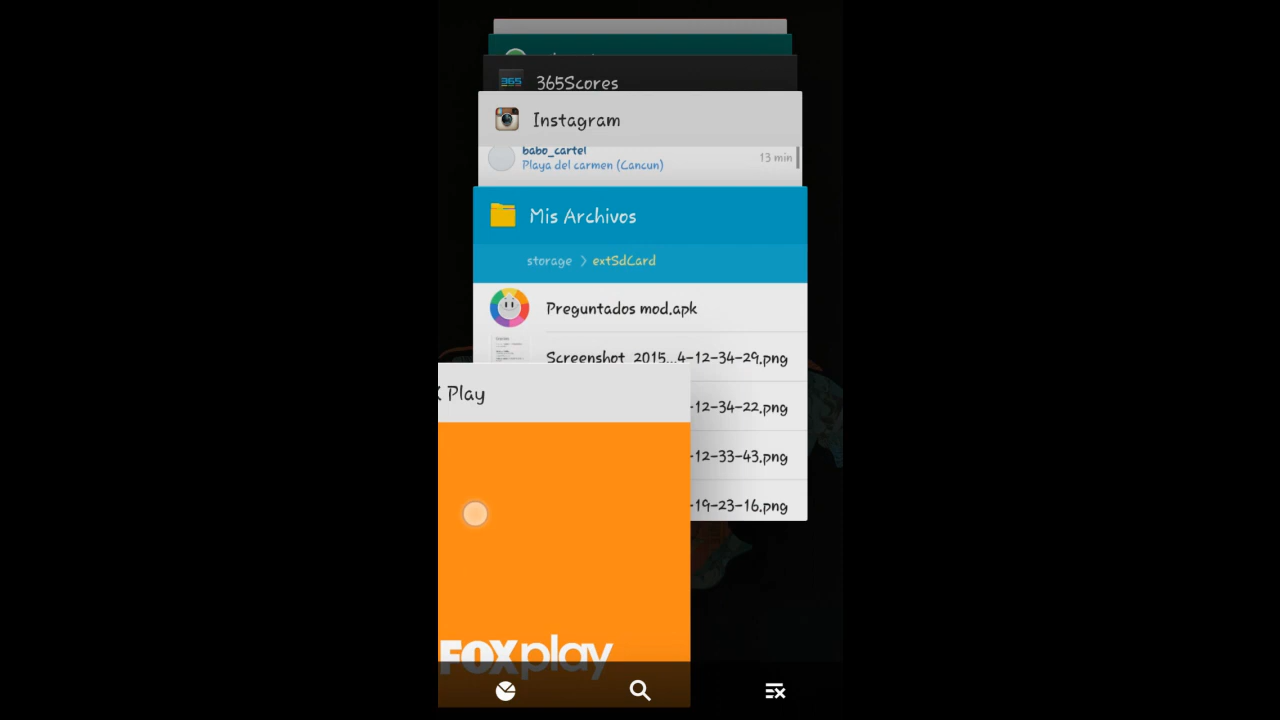 365
365Scores
Instagram
babo_cartel
13 min
Playa del carmen (Cancun)
Mis Archivos
storage > extSdCard
Preguntados mod.apk
Screenshot_2015...4-12-34-29.png
Play
-12-34-22.png
-12-33-43.png
-19-23-16.png
FOXplay